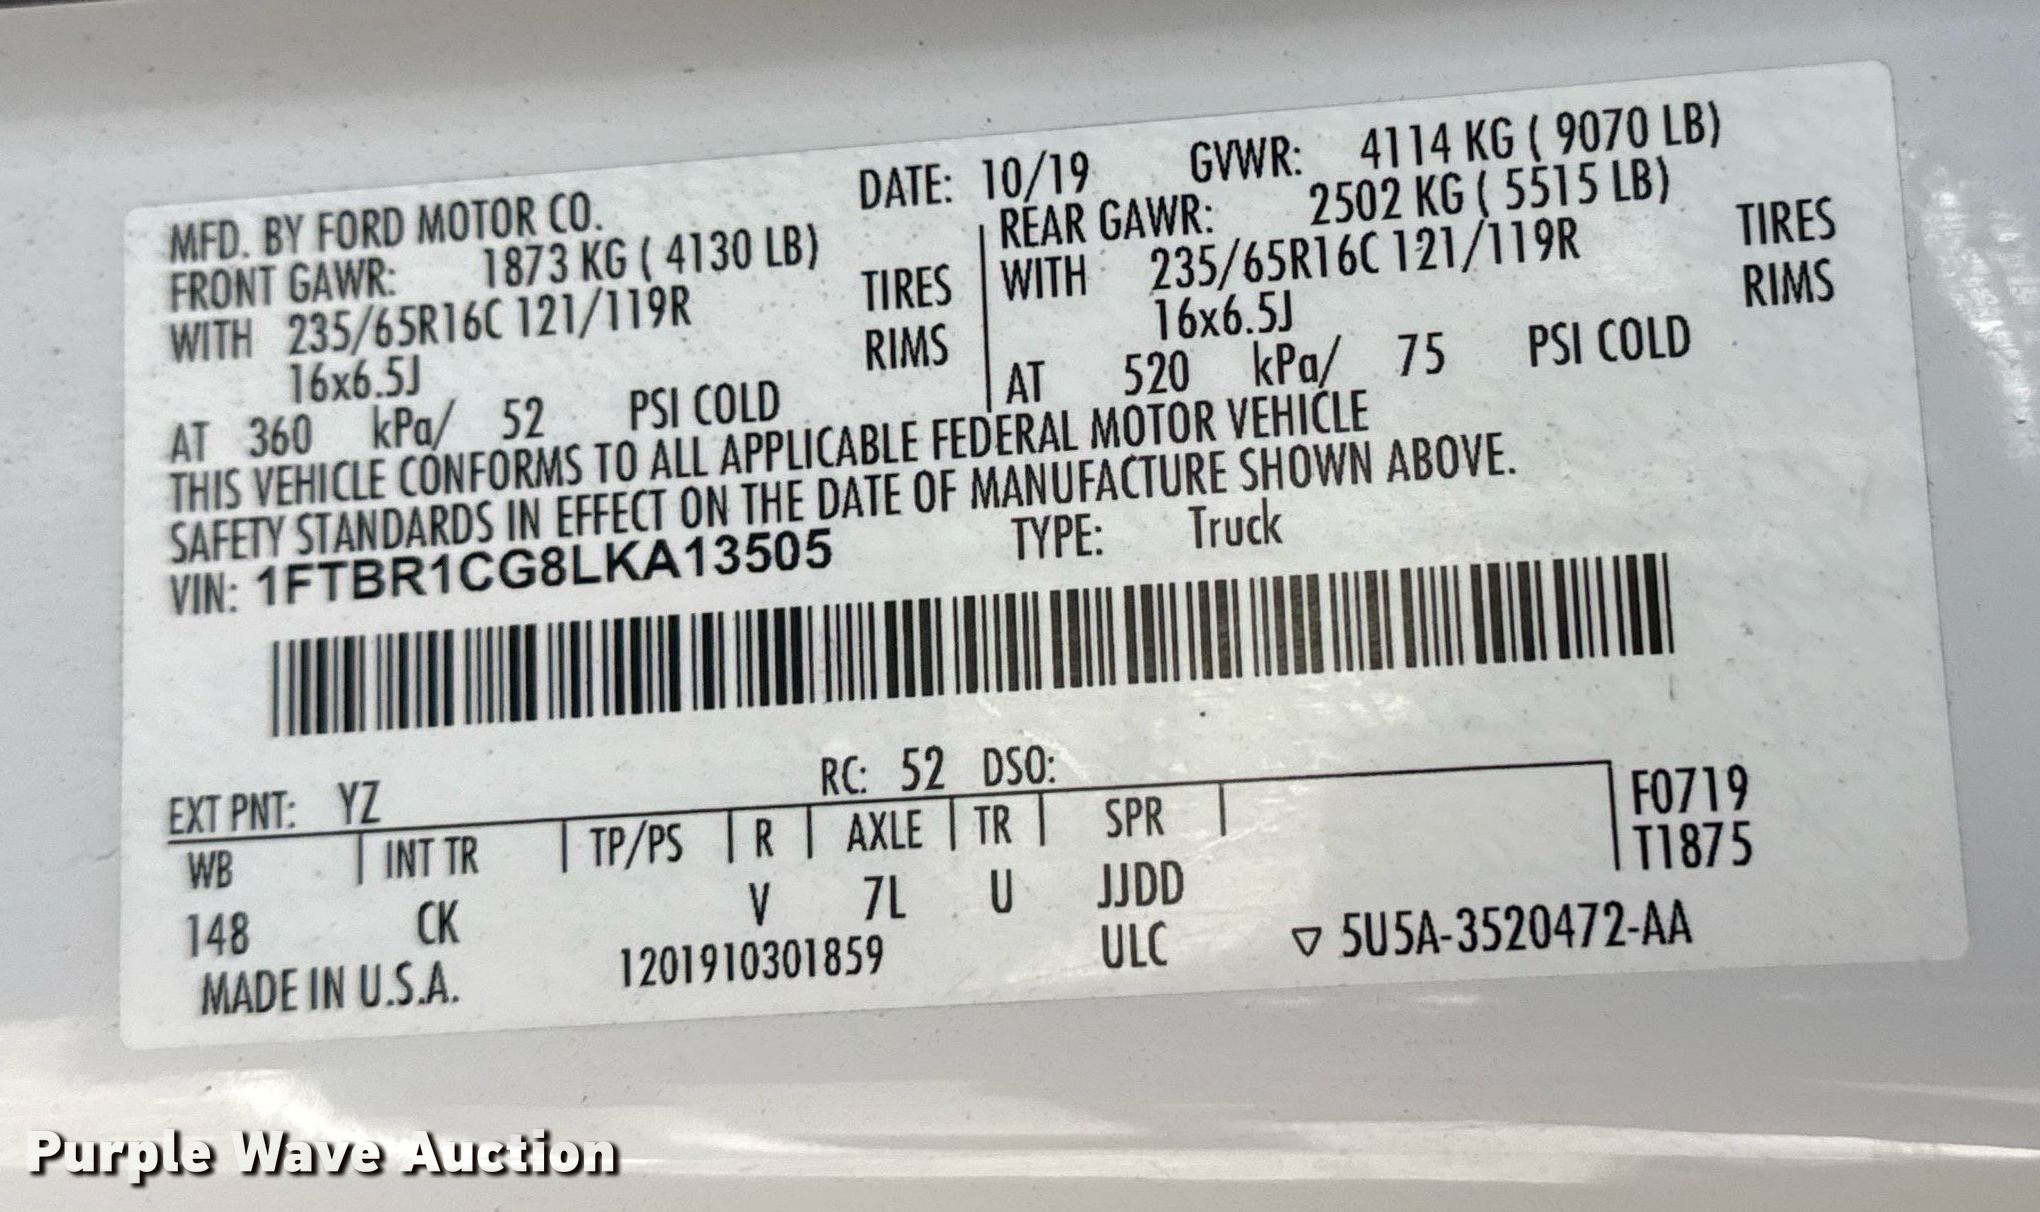 MFD. BY FORD MOTOR CO. DATE: 10/19 GVWR: 4114 KG ( 9070 LB)
FRONT GAWR: 1873 KG ( 4130 LB) REAR GAWR: 2502 KG ( 5515 LB)
WITH 235/65R16C 121/119R TIRES WITH 235/65R16C 121/119R TIRES
16x6.5J RIMS 16x6.5J RIMS
AT 360 kPa/ 52 PSI COLD AT 520 kPa/ 75 PSI COLD
THIS VEHICLE CONFORMS TO ALL APPLICABLE FEDERAL MOTOR VEHICLE
SAFETY STANDARDS IN EFFECT ON THE DATE OF MANUFACTURE SHOWN ABOVE.
VIN: 1FTBR1CG8LKA13505 TYPE: Truck
EXT PNT: YZ RC: 52 DSO: F0719
WB INT TR TP/PS R AXLE TR SPR T1875
148 CK V 7L U JJDD
MADE IN U.S.A. 1201910301859 ULC ▽ 5U5A-3520472-AA
Purple Wave Auction